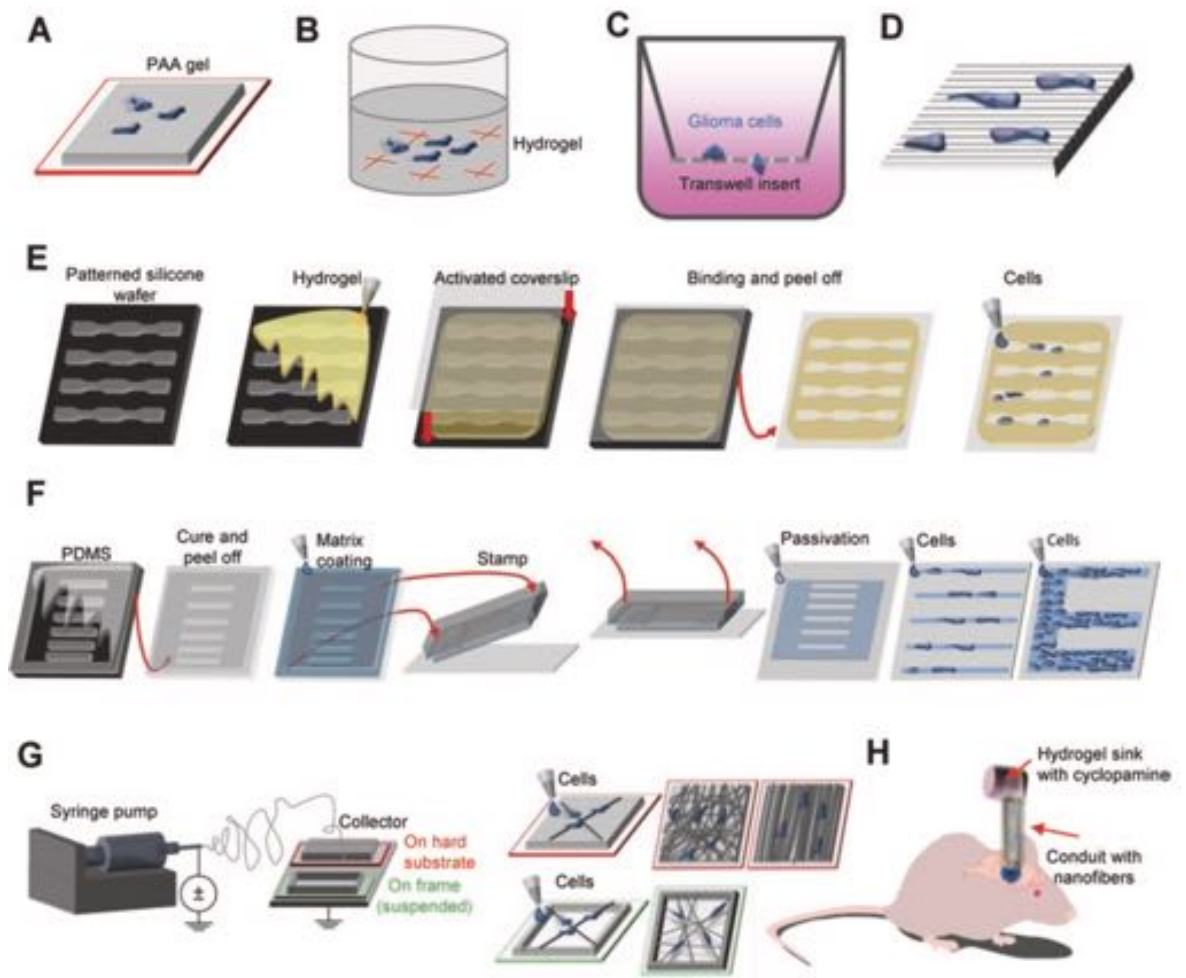 A
PAA gel
B
Hydrogel
C
Glioma cells
Transwell insert
D
E
Patterned silicone
wafer
Hydrogel
Activated coverslip
Binding and peel off
Cells
F
PDMS
Cure and
peel off
Matrix
coating
Stamp
Passivation
Cells
Cells
G
Syringe pump
±
Collector
On hard
substrate
On frame
(suspended)
Cells
Cells
H
Hydrogel sink
with cyclopamine
Conduit with
nanofibers